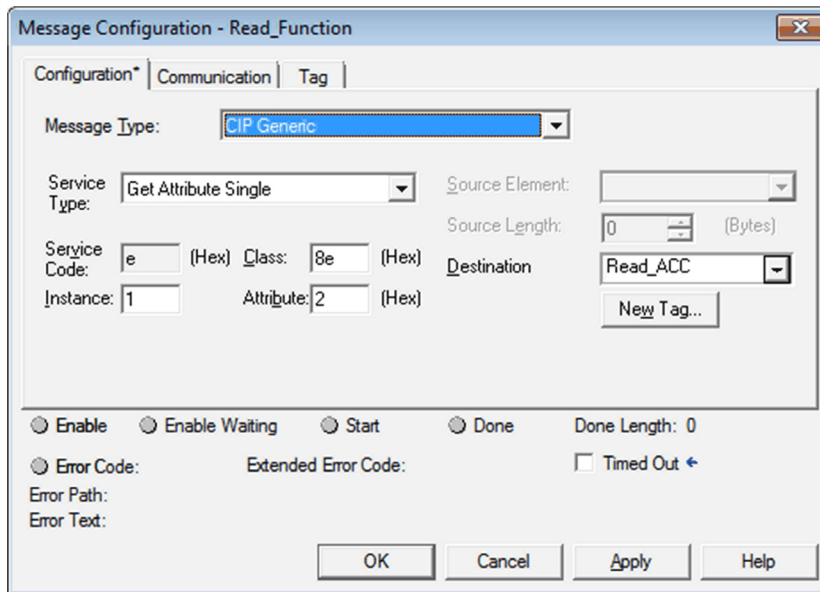 Message Configuration - Read_Function
Configuration* Communication Tag
Message Type: CIP Generic
Service Type: Get Attribute Single
Source Element:
Source Length: 0 (Bytes)
Service Code: e (Hex) Class: 8e (Hex)
Destination Read_ACC
Instance: 1 Attribute: 2 (Hex)
New Tag...
Enable Enable Waiting Start Done Done Length: 0
Error Code: Extended Error Code: Timed Out
Error Path:
Error Text:
OK Cancel Apply Help